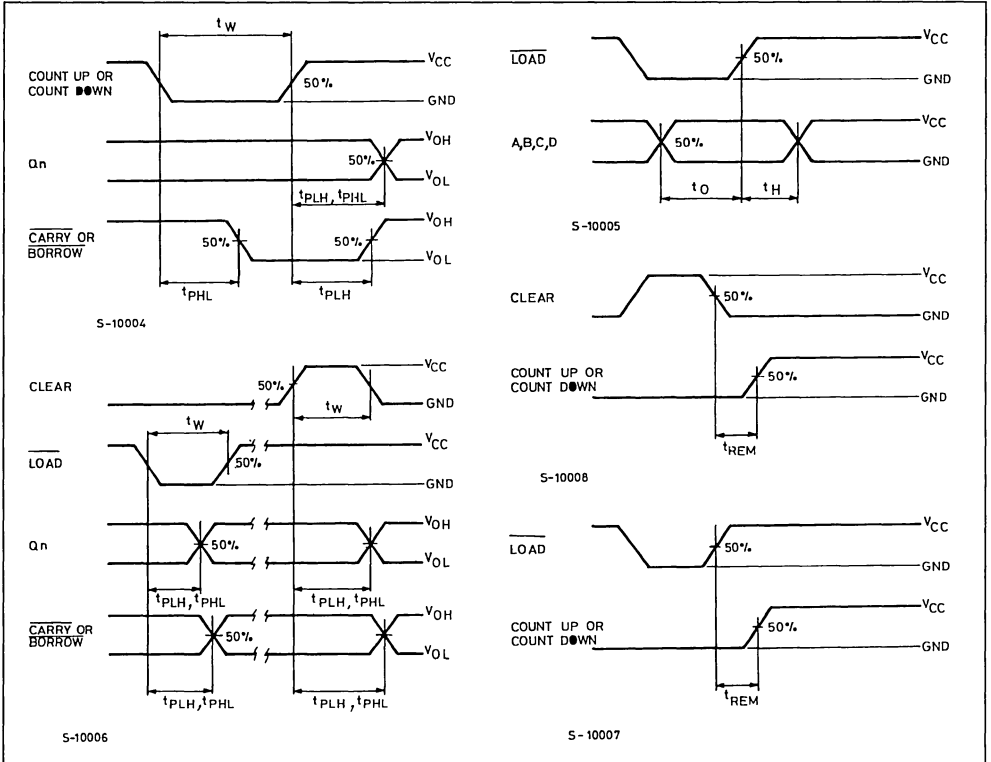 tW
COUNT UP OR
COUNT DOWN
50%
VCC
GND
Qn
50%
VOH
VOL
tPLH, tPHL
CARRY OR
BORROW
50%
50%
VOH
VOL
tPHL
tPLH
S-10004
LOAD
50%
VCC
GND
A,B,C,D
50%
VCC
GND
tO
tH
S-10005
CLEAR
50%
VCC
GND
COUNT UP OR
COUNT DOWN
50%
VCC
GND
tREM
S-10008
CLEAR
50%
VCC
GND
tW
tW
LOAD
50%
VCC
GND
Qn
50%
VOH
VOL
tPLH, tPHL
tPLH, tPHL
CARRY OR
BORROW
50%
VOH
VOL
tPLH, tPHL
tPLH, tPHL
S-10006
LOAD
50%
VCC
GND
COUNT UP OR
COUNT DOWN
50%
VCC
GND
tREM
S-10007